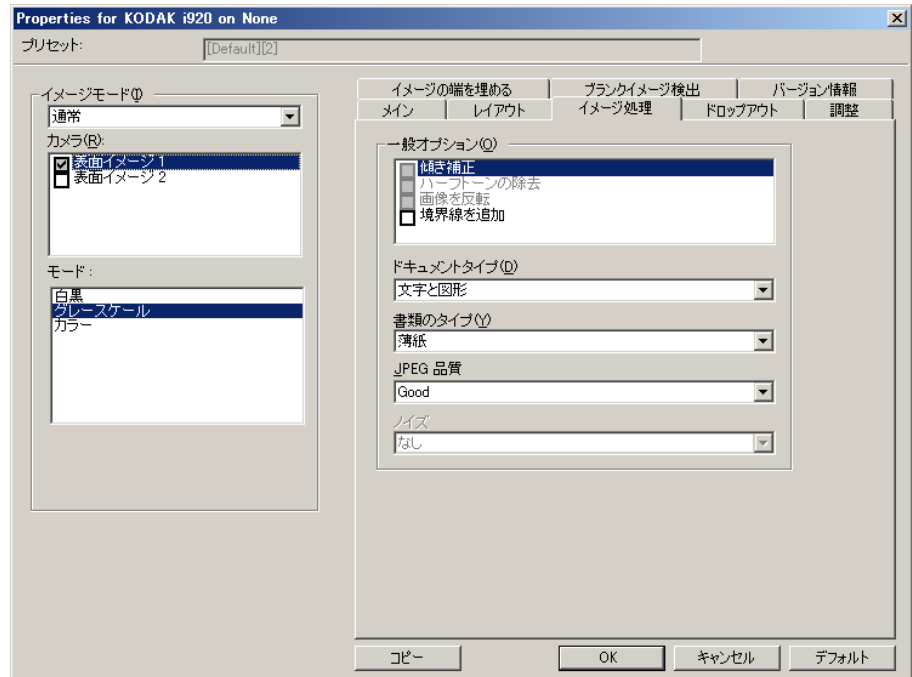 Properties for KODAK i920 on None
プリセット:
[Default][2]
イメージモード(I)
通常
カメラ(R):
表面イメージ 1
表面イメージ 2
モード :
白黒
グレースケール
カラー
イメージの端を埋める
ブランクイメージ検出
バージョン情報
メイン
レイアウト
イメージ処理
ドロップアウト
調整
一般オプション(O)
傾き補正
ハーフトーンの除去
画像を反転
境界線を追加
ドキュメントタイプ(D)
文字と図形
書類のタイプ(Y)
薄紙
JPEG 品質
Good
ノイズ
なし
コピー
OK
キャンセル
デフォルト